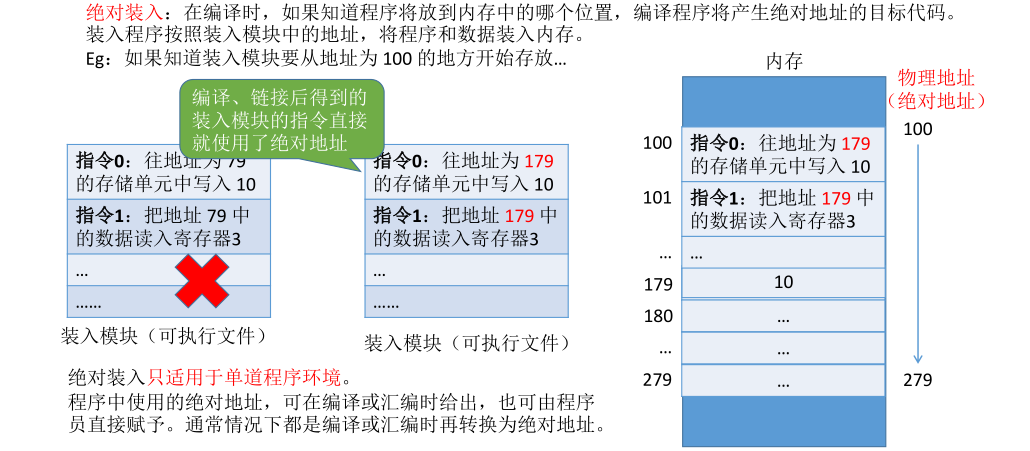 绝对装入：在编译时，如果知道程序将放到内存中的哪个位置，编译程序将产生绝对地址的目标代码。
装入程序按照装入模块中的地址，将程序和数据装入内存。
Eg：如果知道装入模块要从地址为 100 的地方开始存放...
编译、链接后得到的
装入模块的指令直接
就使用了绝对地址
指令0：往地址为 79
的存储单元中写入 10
指令1：把地址 79 中
的数据读入寄存器3
...
......
装入模块（可执行文件）
指令0：往地址为 179
的存储单元中写入 10
指令1：把地址 179 中
的数据读入寄存器3
...
......
装入模块（可执行文件）
绝对装入只适用于单道程序环境。
程序中使用的绝对地址，可在编译或汇编时给出，也可由程序
员直接赋予。通常情况下都是编译或汇编时再转换为绝对地址。
内存
100
指令0：往地址为 179
的存储单元中写入 10
101
指令1：把地址 179 中
的数据读入寄存器3
... ...
179 10
180 ...
... ...
279 ...
物理地址
（绝对地址）
100
279